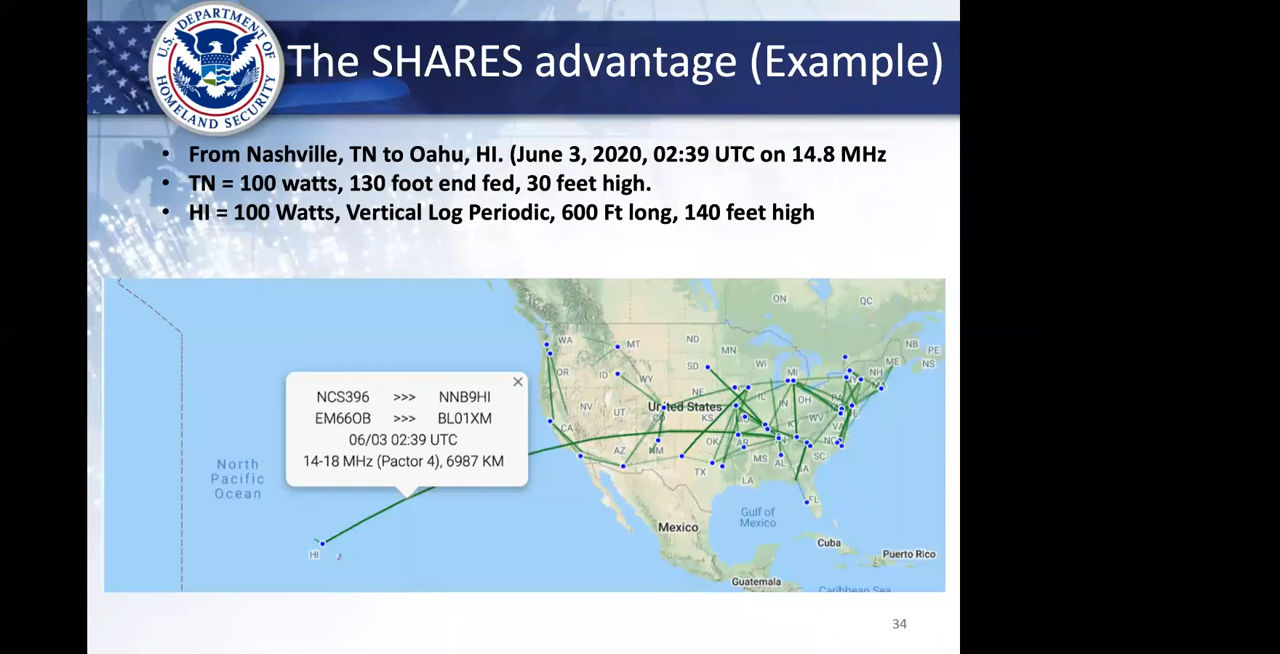 U.S. DEPARTMENT OF
HOMELAND SECURITY
The SHARES advantage (Example)
• From Nashville, TN to Oahu, HI. (June 3, 2020, 02:39 UTC on 14.8 MHz
• TN = 100 watts, 130 foot end fed, 30 feet high.
• HI = 100 Watts, Vertical Log Periodic, 600 Ft long, 140 feet high
ON
QC
WA
MT
ND
MN
NB
PE
NS
ME
OR
ID
SD
WI
MI
NH
WY
NE
IL
IN
OH
PA
NV
UT
CO
United States
KS
MO
KY
WV
VA
CA
AZ
NM
OK
AR
NC
SC
MS
AL
GA
TX
LA
FL
NCS396 >>> NNB9HI
EM66OB >>> BL01XM
06/03 02:39 UTC
14-18 MHz (Pactor 4), 6987 KM
×
North
Pacific
Ocean
HI
Gulf of
Mexico
Mexico
Cuba
Puerto Rico
Guatemala
Caribbean Sea
34